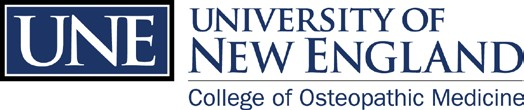 UNE
UNIVERSITY OF
NEW ENGLAND
College of Osteopathic Medicine